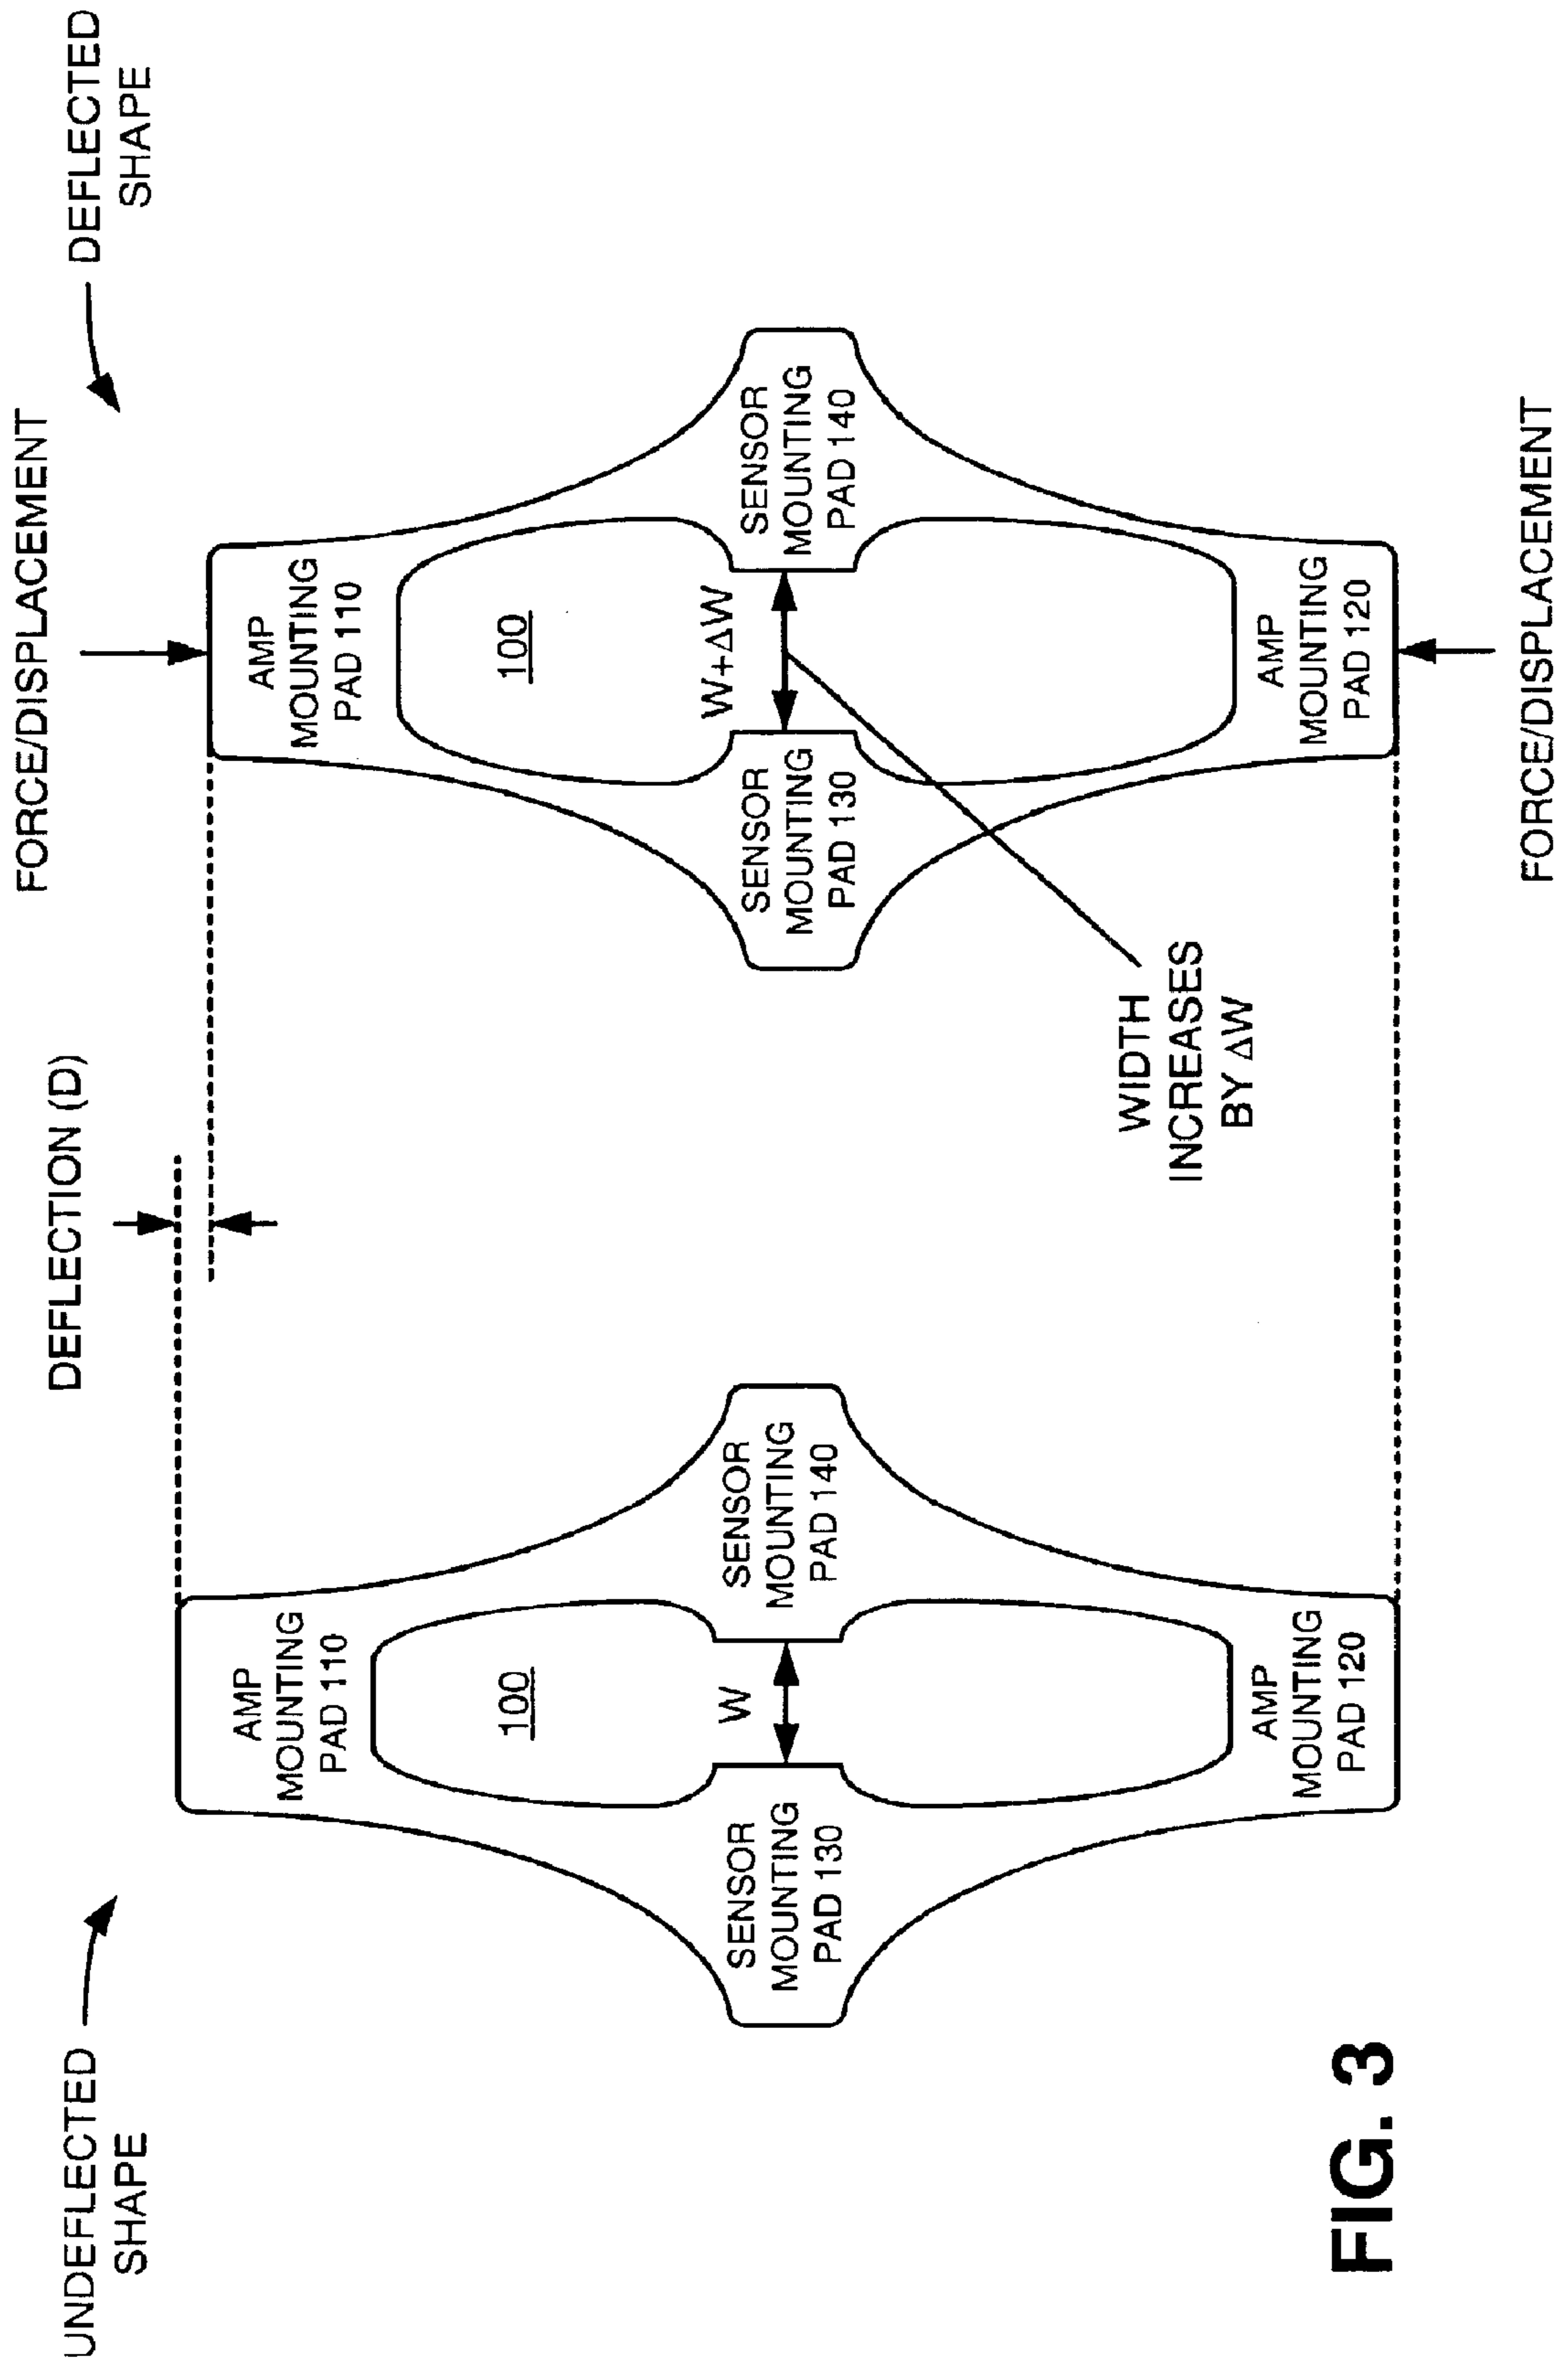 UNDEFLECTED
SHAPE
DEFLECTION (D)
FORCE/DISPLACEMENT
DEFLECTED
SHAPE
AMP
MOUNTING
PAD 110
100
W
SENSOR
MOUNTING
PAD 130
SENSOR
MOUNTING
PAD 140
AMP
MOUNTING
PAD 120
AMP
MOUNTING
PAD 110
100
W+ΔW
SENSOR
MOUNTING
PAD 130
SENSOR
MOUNTING
PAD 140
AMP
MOUNTING
PAD 120
WIDTH
INCREASES
BY ΔW
FORCE/DISPLACEMENT
FIG. 3